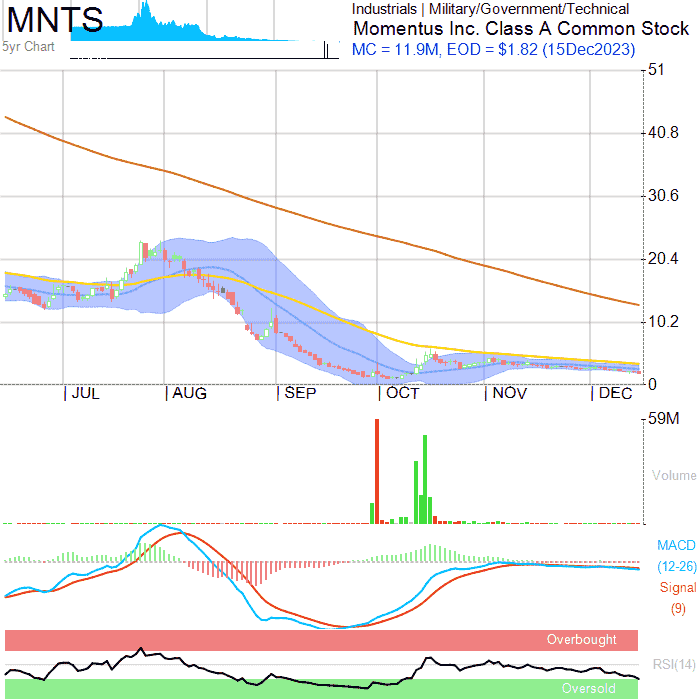 MNTS
Industrials | Military/Government/Technical
Momentus Inc. Class A Common Stock
5yr Chart
MC = 11.9M, EOD = $1.82 (15Dec2023)
51
40.8
30.6
20.4
10.2
0
JUL
AUG
SEP
OCT
NOV
DEC
59M
Volume
MACD
(12-26)
Signal
(9)
Overbought
RSI(14)
Oversold